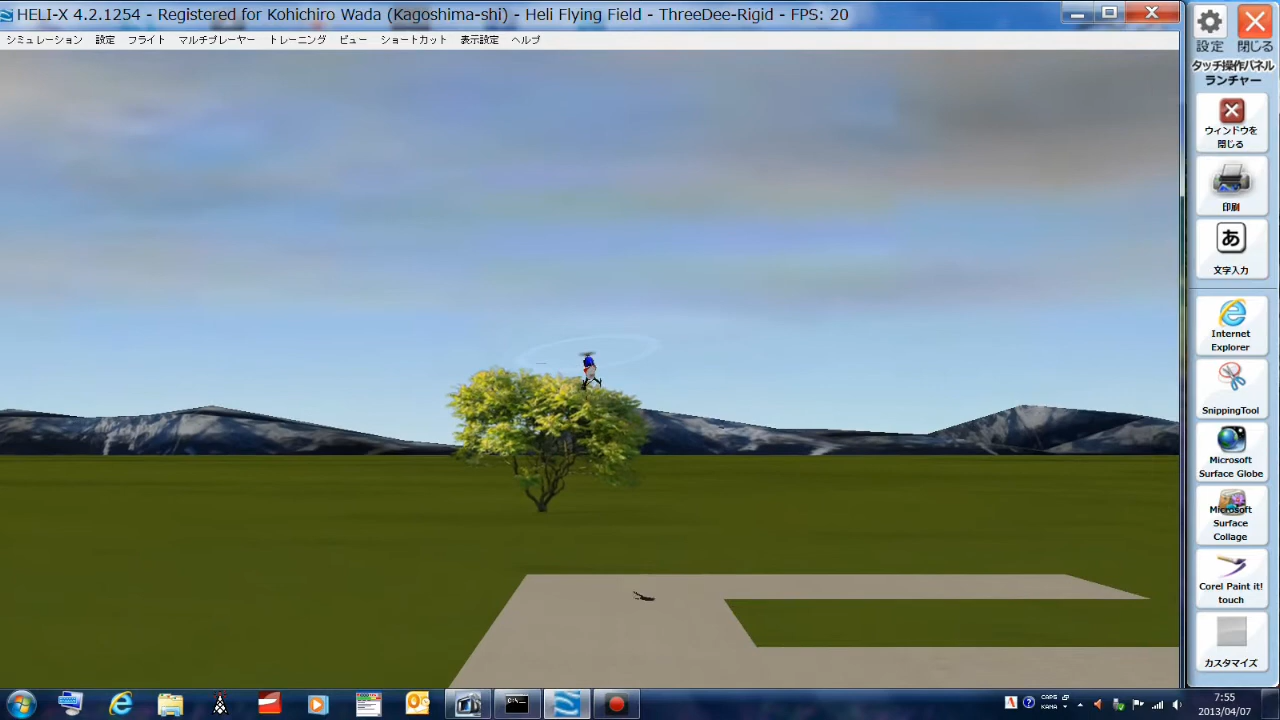 HELI-X 4.2.1254 - Registered for Kohichiro Wada (Kagoshima-shi) - Heli Flying Field - ThreeDee-Rigid - FPS: 20
シミュレーション 設定 フライト マルチプレーヤー トレーニング ビュー ショートカット 表示設定 ヘルプ
設定 閉じる
タッチ操作パネル
ランチャー
ウィンドウを
閉じる
印刷
あ
文字入力
Internet
Explorer
SnippingTool
Microsoft
Surface Globe
Microsoft
Surface
Collage
Corel Paint it!
touch
カスタマイズ
A
CAPS
KANA
7:55
2013/04/07